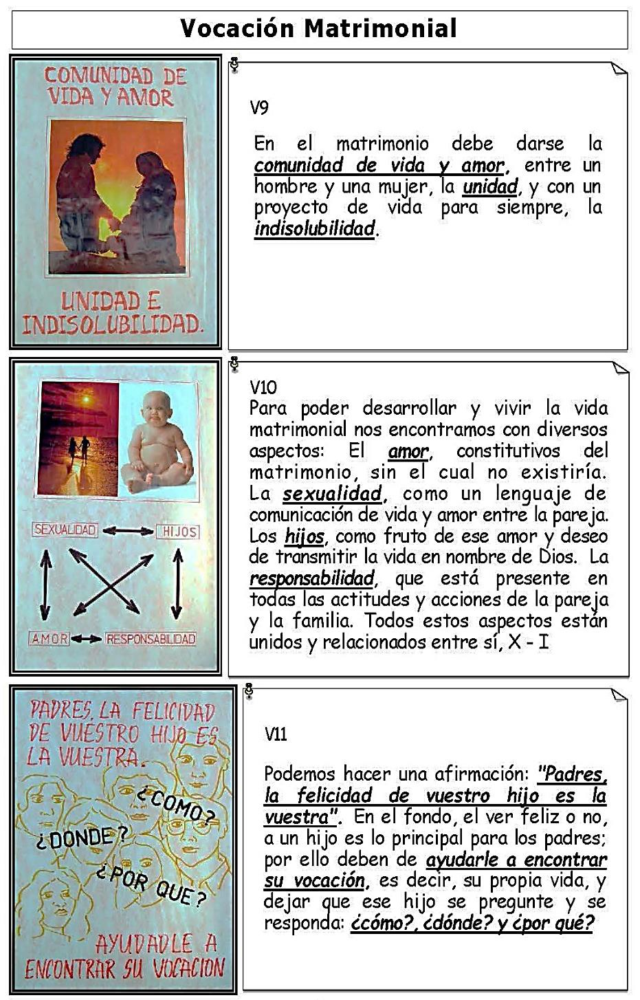 Vocación Matrimonial
COMUNIDAD DE
VIDA Y AMOR
UNIDAD E
INDISOLUBILIDAD.
V9
En el matrimonio debe darse la
comunidad de vida y amor, entre un
hombre y una mujer, la unidad, y con un
proyecto de vida para siempre, la
indisolubilidad.
SEXUALIDAD HIJOS
AMOR RESPONSABILIDAD
V10
Para poder desarrollar y vivir la vida
matrimonial nos encontramos con diversos
aspectos: El amor, constitutivos del
matrimonio, sin el cual no existiría.
La sexualidad, como un lenguaje de
comunicación de vida y amor entre la pareja.
Los hijos, como fruto de ese amor y deseo
de transmitir la vida en nombre de Dios. La
responsabilidad, que está presente en
todas las actitudes y acciones de la pareja
y la familia. Todos estos aspectos están
unidos y relacionados entre sí, X - I
PADRES, LA FELICIDAD
DE VUESTRO HIJO ES
LA VUESTRA.
¿COMO?
¿DONDE?
¿POR QUE?
AYUDADLE A
ENCONTRAR SU VOCACION
V11
Podemos hacer una afirmación: "Padres,
la felicidad de vuestro hijo es la
vuestra". En el fondo, el ver feliz o no,
a un hijo es lo principal para los padres;
por ello deben de ayudarle a encontrar
su vocación, es decir, su propia vida, y
dejar que ese hijo se pregunte y se
responda: ¿cómo?, ¿dónde? y ¿por qué?